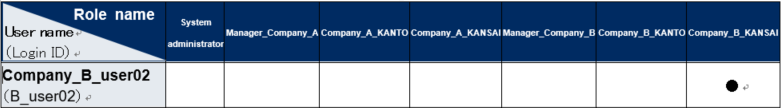 Role name
User name
（Login ID）
System
administrator
Manager_Company_A
Company_A_KANTO
Company_A_KANSAI
Manager_Company_B
Company_B_KANTO
Company_B_KANSAI
Company_B_user02
（B_user02）
●